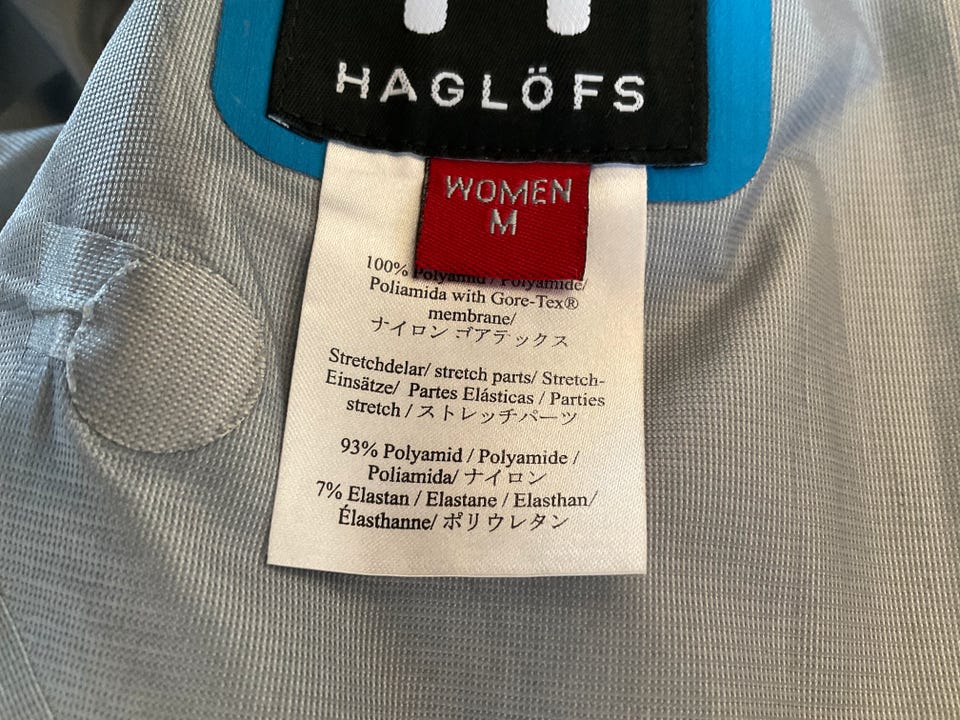 HAGLÖFS
WOMEN
M
100% Polyamid / Polyamide/
Poliamida with Gore-Tex®
membrane/
ナイロン ゴアテックス
Stretchdelar/ stretch parts/ Stretch-
Einsätze/ Partes Elásticas / Parties
stretch / ストレッチパーツ
93% Polyamid / Polyamide /
Poliamida/ ナイロン
7% Elastan / Elastane / Elasthan/
Élasthanne/ ポリウレタン